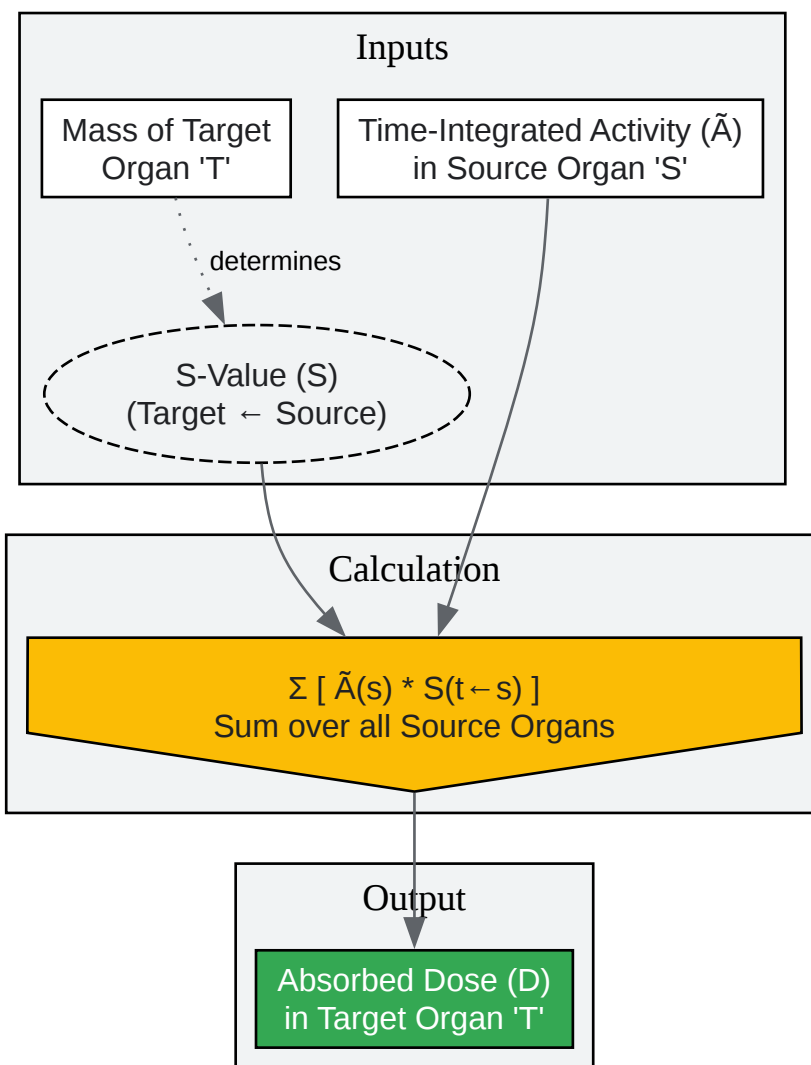 Inputs
Mass of Target
Organ 'T'
Time-Integrated Activity (Ã)
in Source Organ 'S'
determines
S-Value (S)
(Target ← Source)
Calculation
Σ [ Ã(s) * S(t←s) ]
Sum over all Source Organs
Output
Absorbed Dose (D)
in Target Organ 'T'